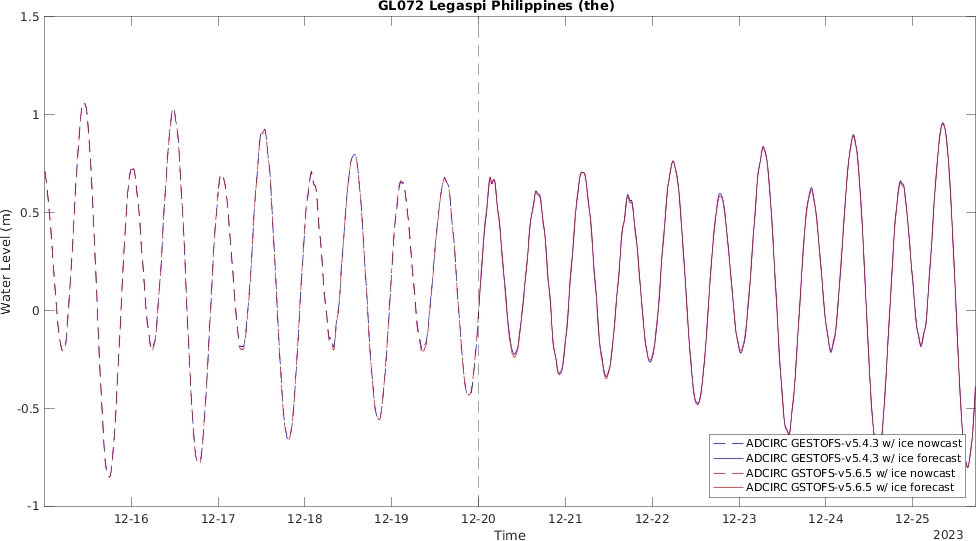 GL072 Legaspi Philippines (the)
1.5
1
0.5
0
-0.5
-1
Water Level (m)
12-16
12-17
12-18
12-19
12-20
12-21
12-22
12-23
12-24
12-25
Time
2023
ADCIRC GESTOFS-v5.4.3 w/ ice nowcast
ADCIRC GESTOFS-v5.4.3 w/ ice forecast
ADCIRC GSTOFS-v5.6.5 w/ ice nowcast
ADCIRC GSTOFS-v5.6.5 w/ ice forecast